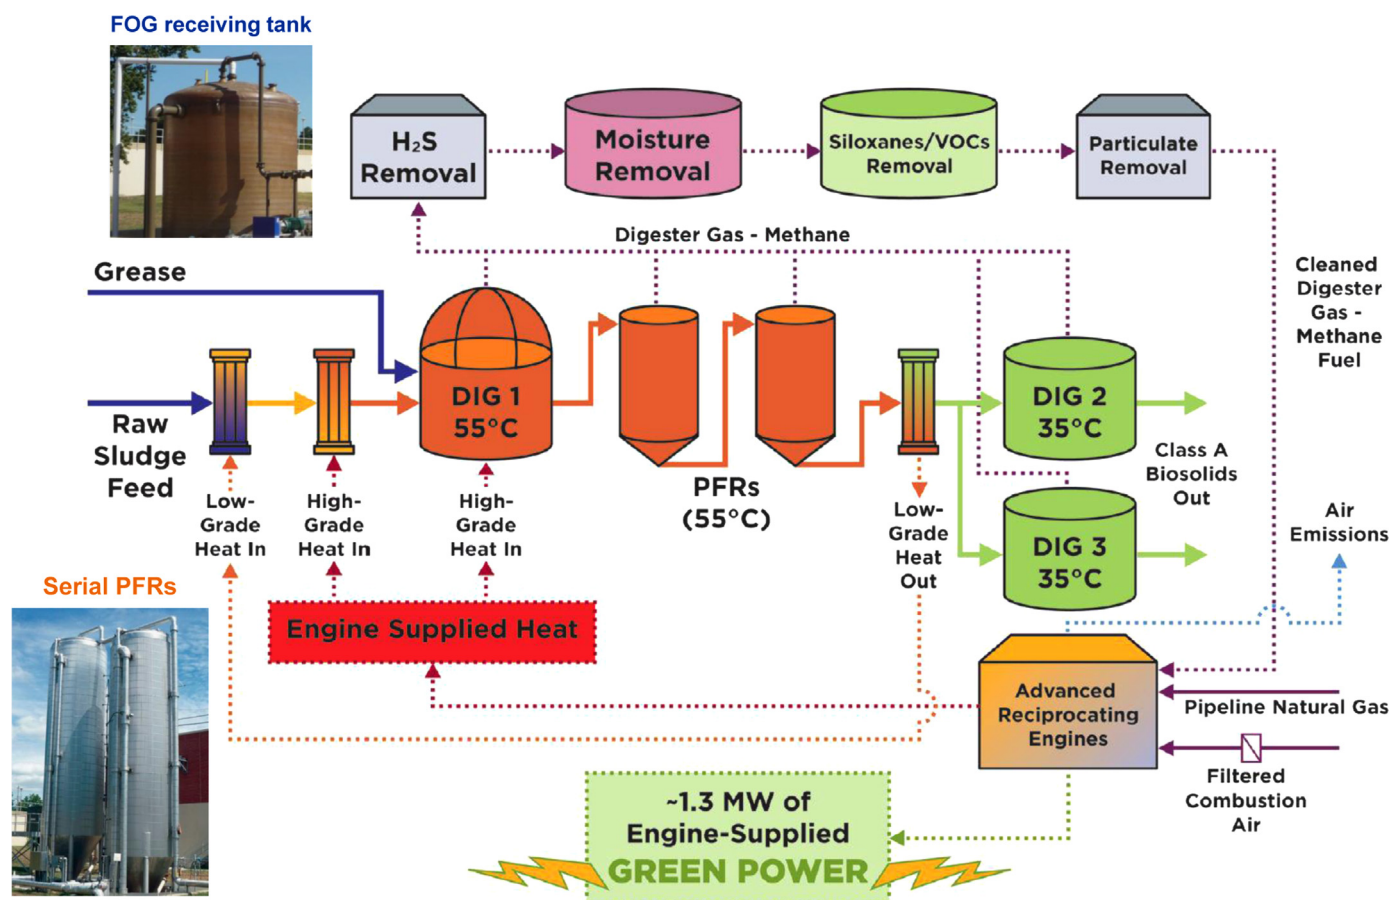 FOG receiving tank
H₂S
Removal
Moisture
Removal
Siloxanes/VOCs
Removal
Particulate
Removal
Digester Gas - Methane
Grease
Cleaned
Digester
Gas -
Methane
Fuel
DIG 1
55°C
DIG 2
35°C
Raw
Sludge
Feed
Class A
Biosolids
Out
PFRs
(55°C)
Low-
Grade
Heat In
High-
Grade
Heat In
High-
Grade
Heat In
Low-
Grade
Heat
Out
Air
Emissions
DIG 3
35°C
Serial PFRs
Engine Supplied Heat
Advanced
Reciprocating
Engines
Pipeline Natural Gas
Filtered
Combustion
Air
~1.3 MW of
Engine-Supplied
GREEN POWER